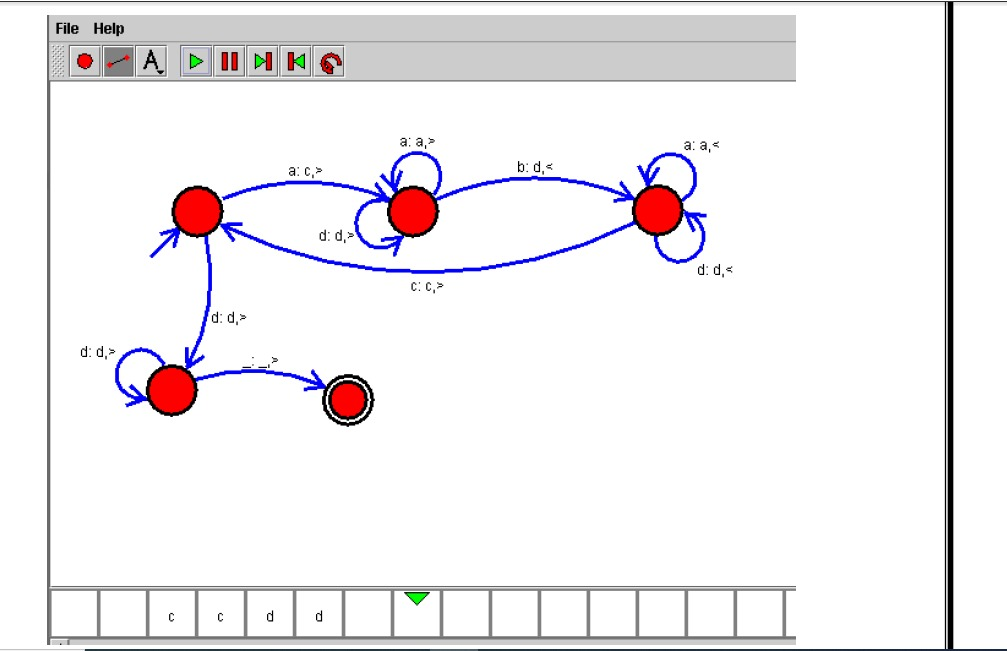 File Help
A
a: a,>
a: a,<
a: c,>
b: d,<
d: d,>
d: d,<
c: c,>
d: d,>
d: d,>
_: _,>
c c d d